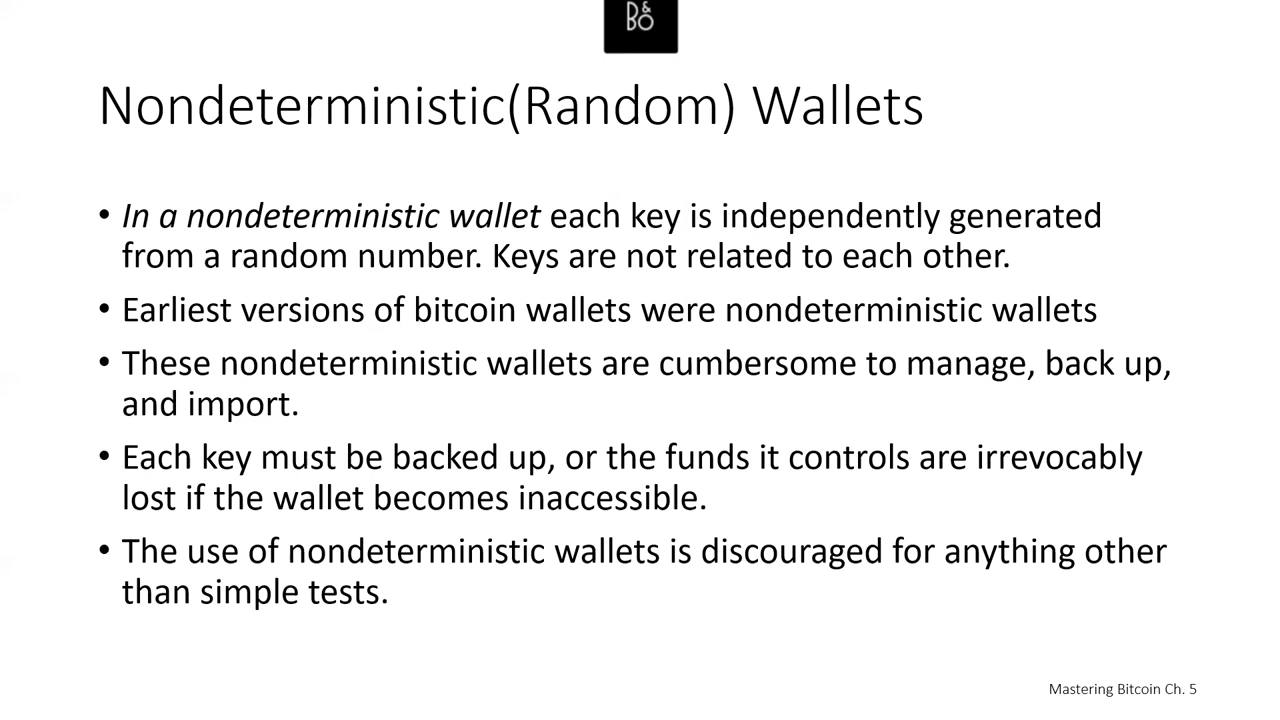 D&BO
Nondeterministic(Random) Wallets
• In a nondeterministic wallet each key is independently generated
from a random number. Keys are not related to each other.
• Earliest versions of bitcoin wallets were nondeterministic wallets
• These nondeterministic wallets are cumbersome to manage, back up,
and import.
• Each key must be backed up, or the funds it controls are irrevocably
lost if the wallet becomes inaccessible.
• The use of nondeterministic wallets is discouraged for anything other
than simple tests.
Mastering Bitcoin Ch. 5